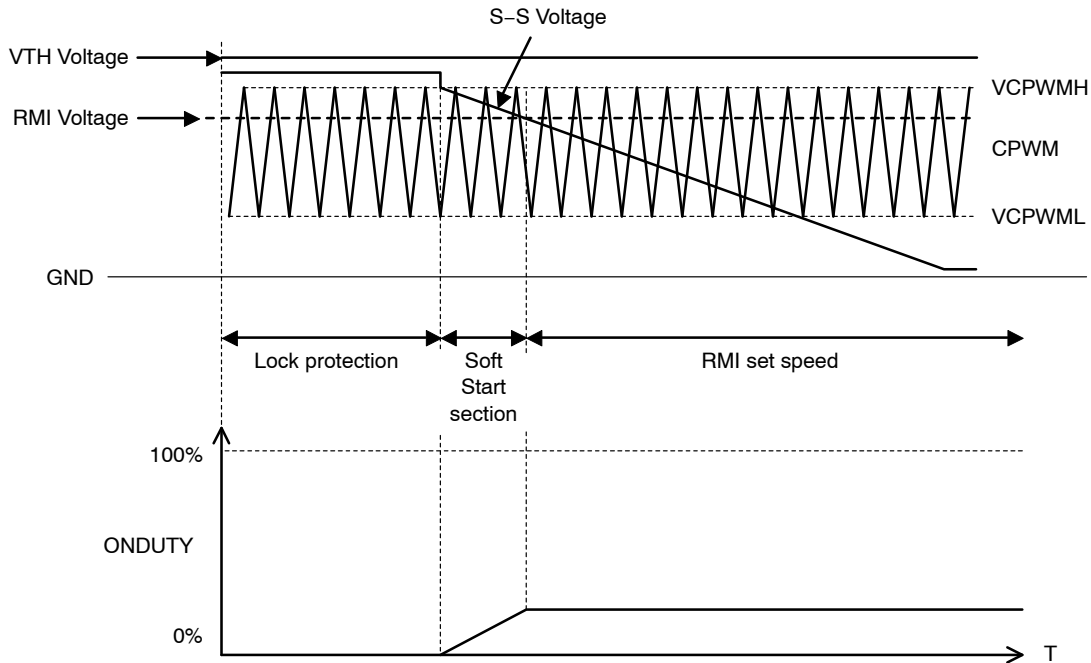 S−S Voltage
VTH Voltage
VCPWMH
RMI Voltage
CPWM
VCPWML
GND
Lock protection
Soft
Start
section
RMI set speed
100%
ONDUTY
0%
T